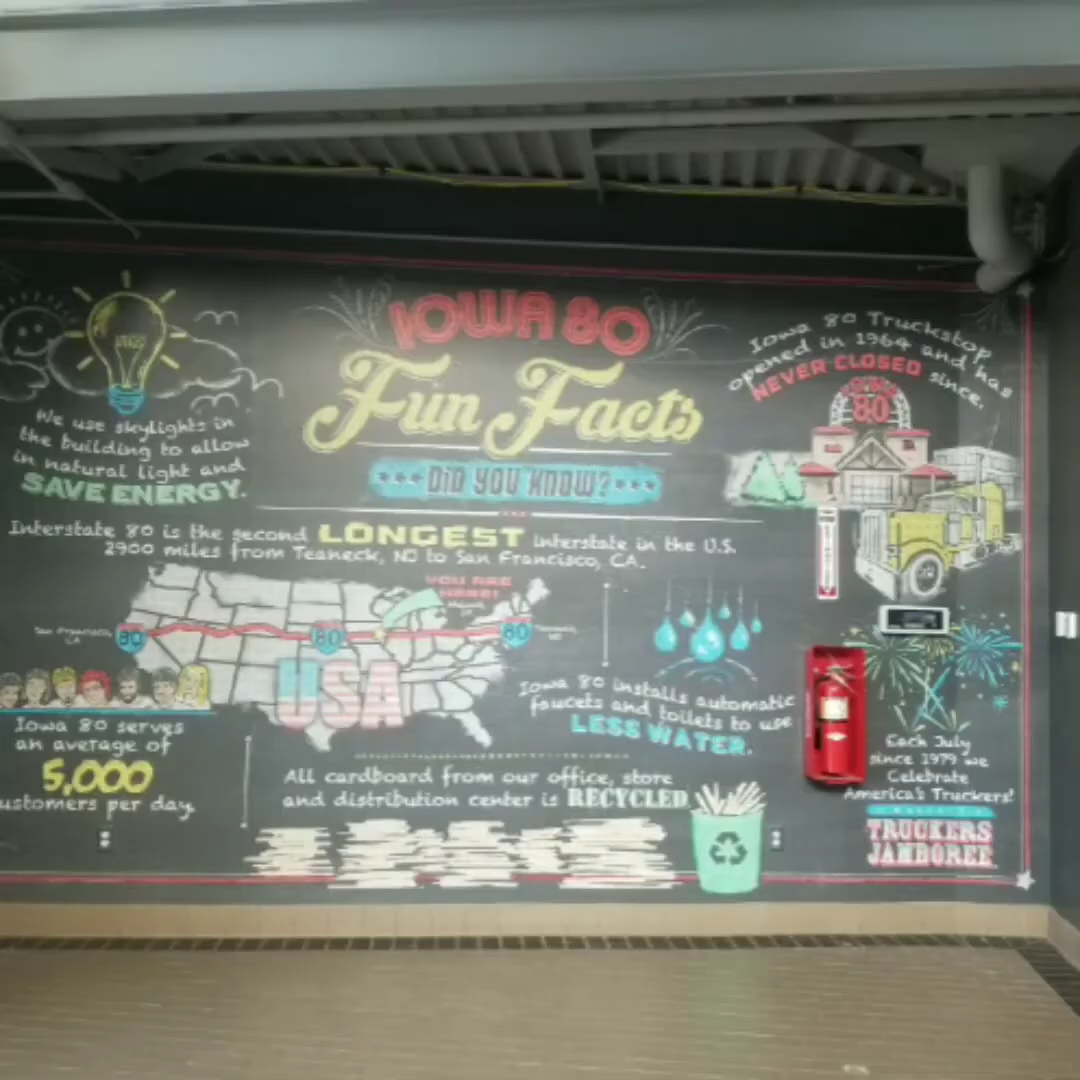 IOWA 80
Fun Facts
DID YOU KNOW?
We use skylights in
the building to allow
in natural light and
SAVE ENERGY.
Iowa 80 Truckstop
opened in 1964 and has
NEVER CLOSED since.
80
Interstate 80 is the second LONGEST interstate in the U.S.
2900 miles from Teaneck, NJ to San Francisco, CA.
YOU ARE
HERE!
San Francisco,
CA
80
80
80
USA
Iowa 80 installs automatic
faucets and toilets to use
LESS WATER.
Iowa 80 serves
an average of
5,000
ustomers per day.
All cardboard from our office, store
and distribution center is RECYCLED
Each July
since 1979 we
Celebrate
America's Truckers!
TRUCKERS
JAMBOREE